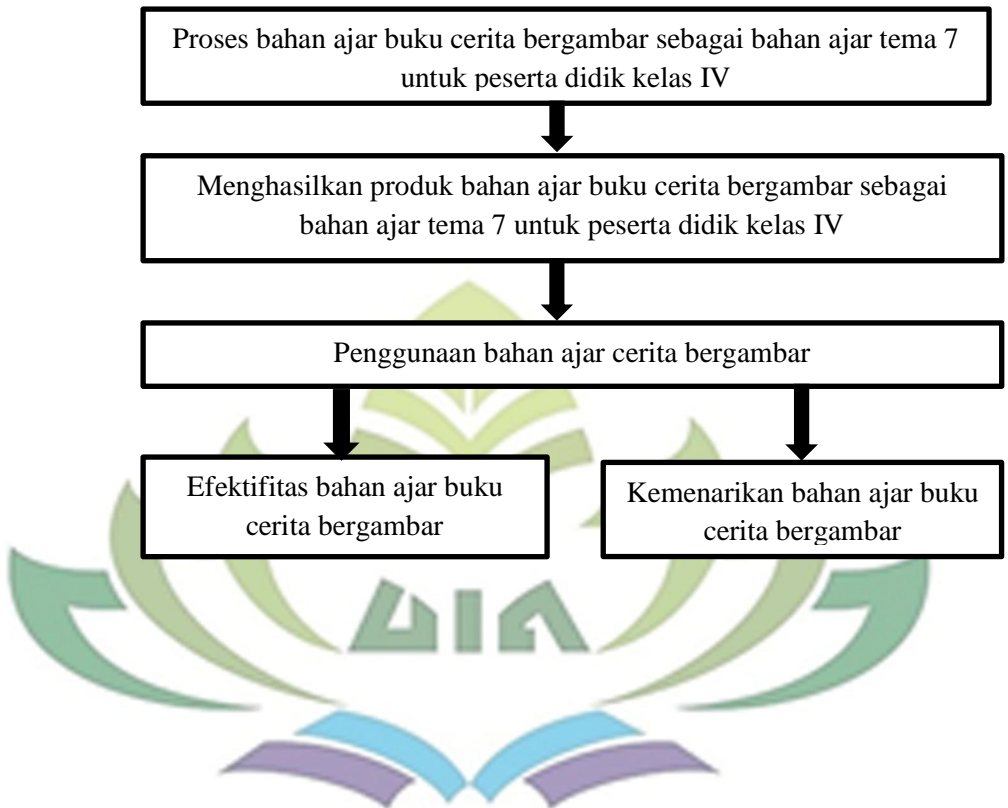 Proses bahan ajar buku cerita bergambar sebagai bahan ajar tema 7
untuk peserta didik kelas IV
Menghasilkan produk bahan ajar buku cerita bergambar sebagai
bahan ajar tema 7 untuk peserta didik kelas IV
Penggunaan bahan ajar cerita bergambar
Efektifitas bahan ajar buku
cerita bergambar
Kemenarikan bahan ajar buku
cerita bergambar
UIN